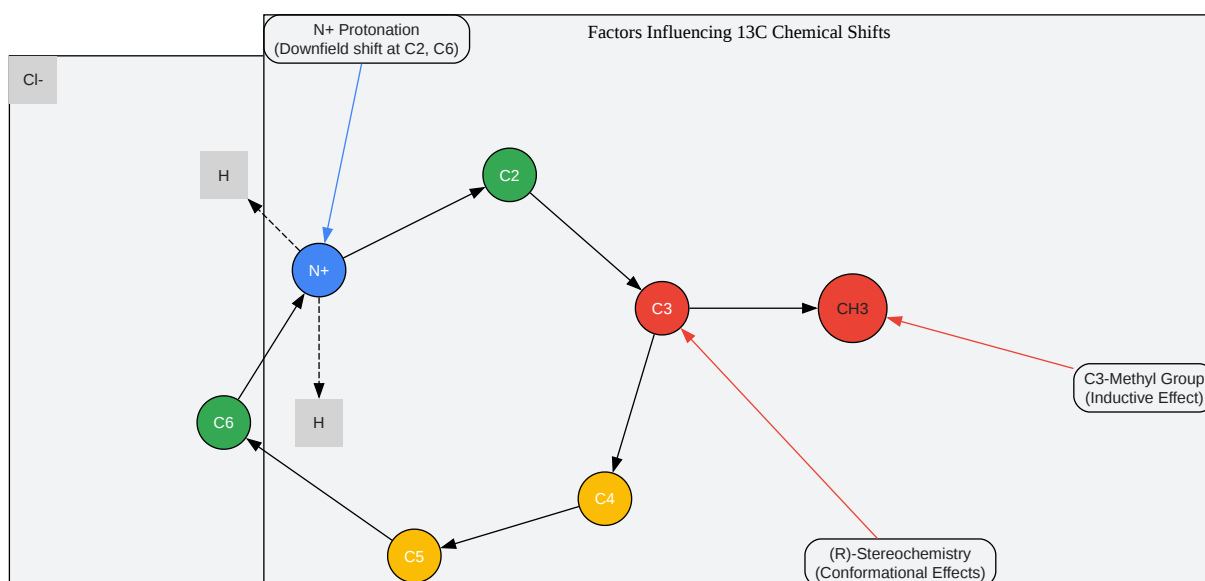 N+ Protonation
(Downfield shift at C2, C6)
Factors Influencing 13C Chemical Shifts
Cl-
H
C2
N+
C3
CH3
C3-Methyl Group
(Inductive Effect)
C6
H
C4
C5
(R)-Stereochemistry
(Conformational Effects)